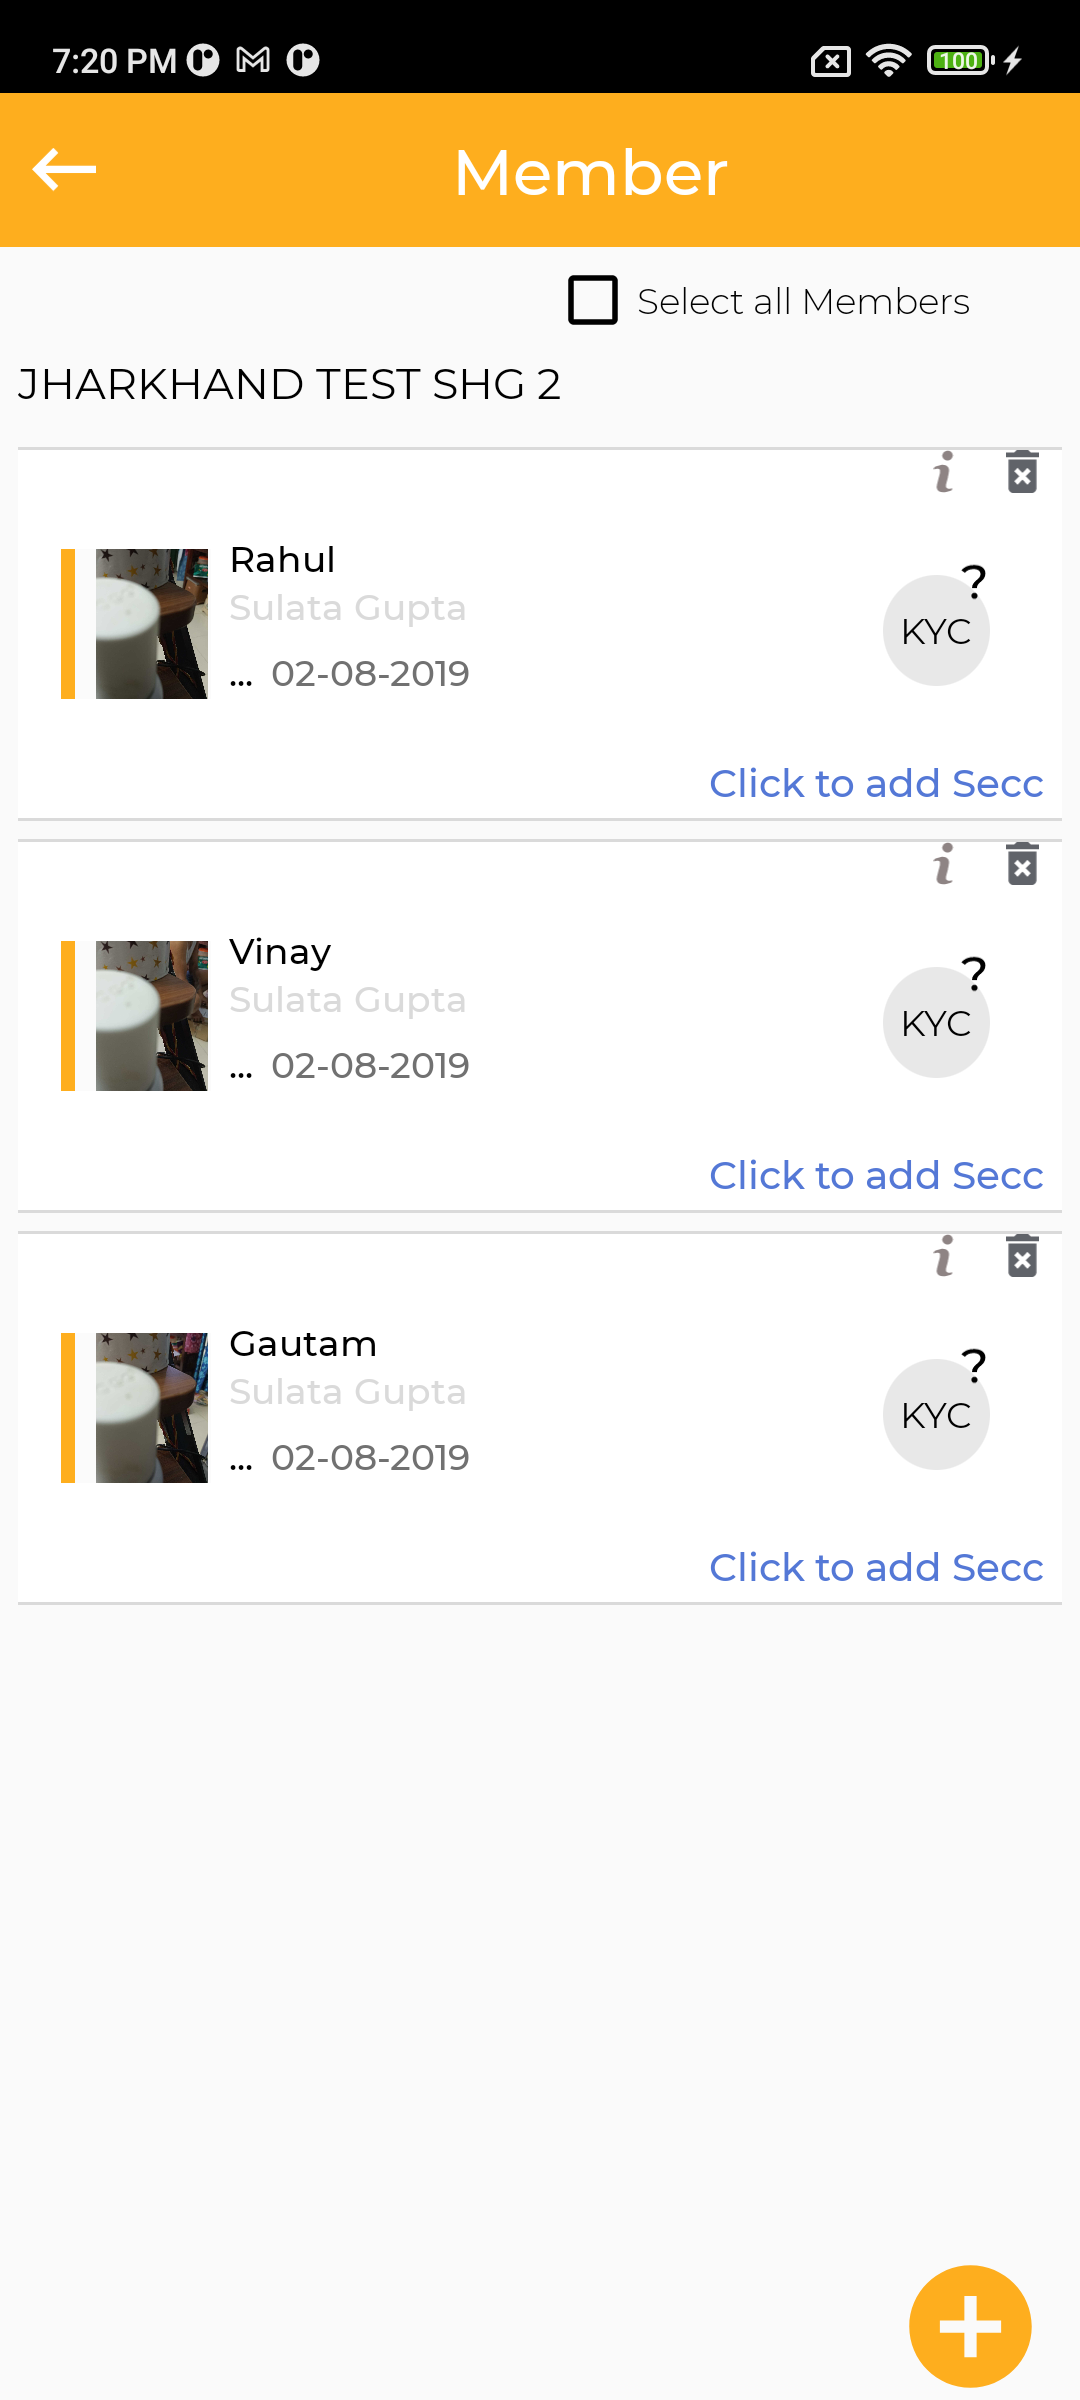 7:20 PM
100
Member
Select all Members
JHARKHAND TEST SHG 2
Rahul
Sulata Gupta
... 02-08-2019
?
KYC
Click to add Secc
Vinay
Sulata Gupta
... 02-08-2019
?
KYC
Click to add Secc
Gautam
Sulata Gupta
... 02-08-2019
?
KYC
Click to add Secc